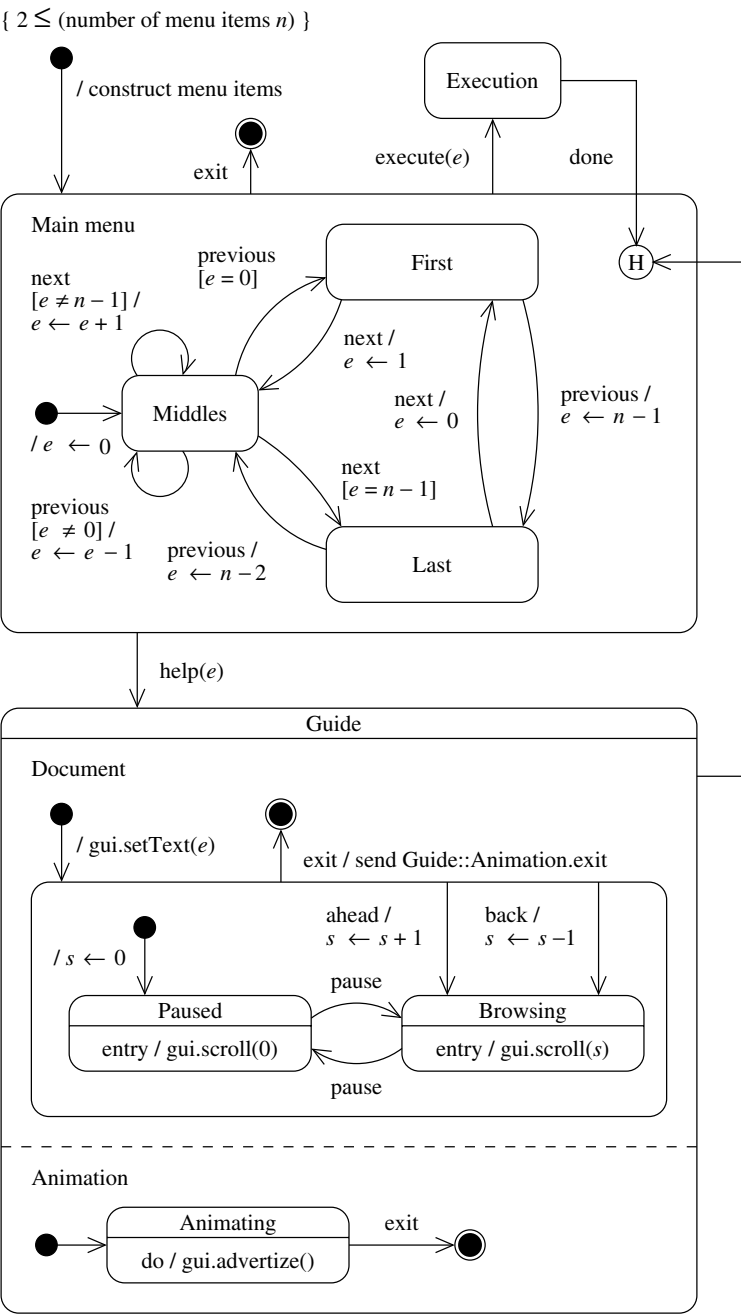 { 2 ≤ (number of menu items n) }
/ construct menu items
Execution
exit
execute(e)
done
Main menu
previous
[e = 0]
First
H
next
[e ≠ n − 1] /
e ← e + 1
next /
e ← 1
Middles
next /
e ← 0
previous /
e ← n − 1
/ e ← 0
next
[e = n − 1]
previous
[e ≠ 0] /
e ← e − 1
previous /
e ← n − 2
Last
help(e)
Guide
Document
/ gui.setText(e)
exit / send Guide::Animation.exit
ahead /
s ← s + 1
back /
s ← s −1
/ s ← 0
pause
Paused
entry / gui.scroll(0)
Browsing
entry / gui.scroll(s)
pause
Animation
Animating
do / gui.advertize()
exit